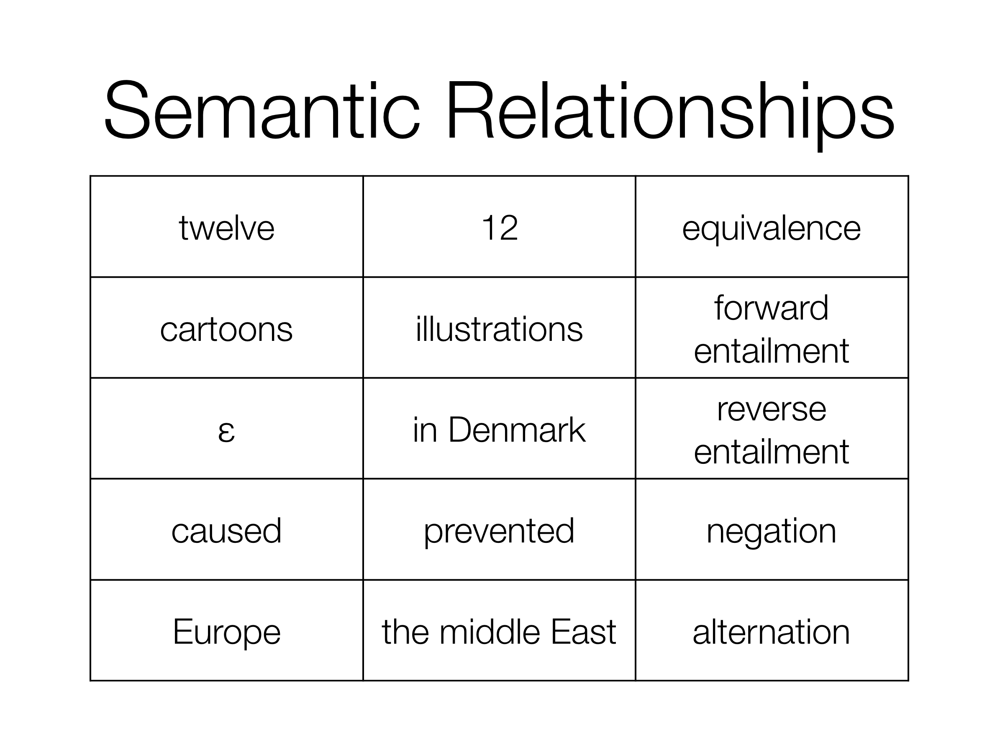 Semantic Relationships
twelve 12 equivalence
cartoons illustrations forward
entailment
ε in Denmark reverse
entailment
caused prevented negation
Europe the middle East alternation